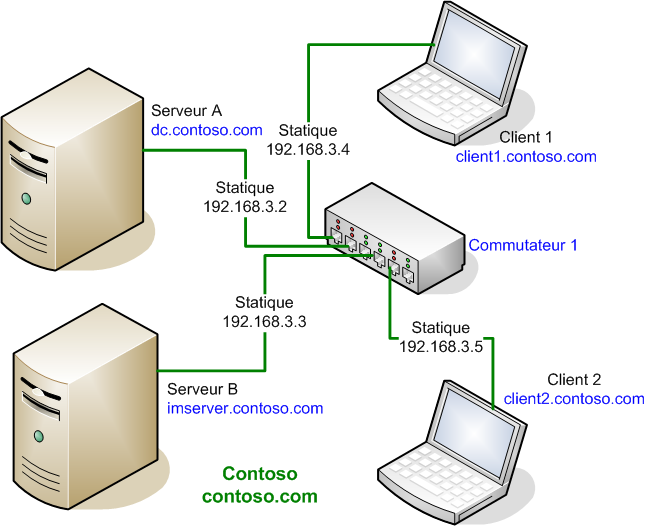 Serveur A
dc.contoso.com
Statique
192.168.3.4
Client 1
client1.contoso.com
Statique
192.168.3.2
Commutateur 1
Statique
192.168.3.3
Statique
192.168.3.5
Serveur B
imserver.contoso.com
Client 2
client2.contoso.com
Contoso
contoso.com